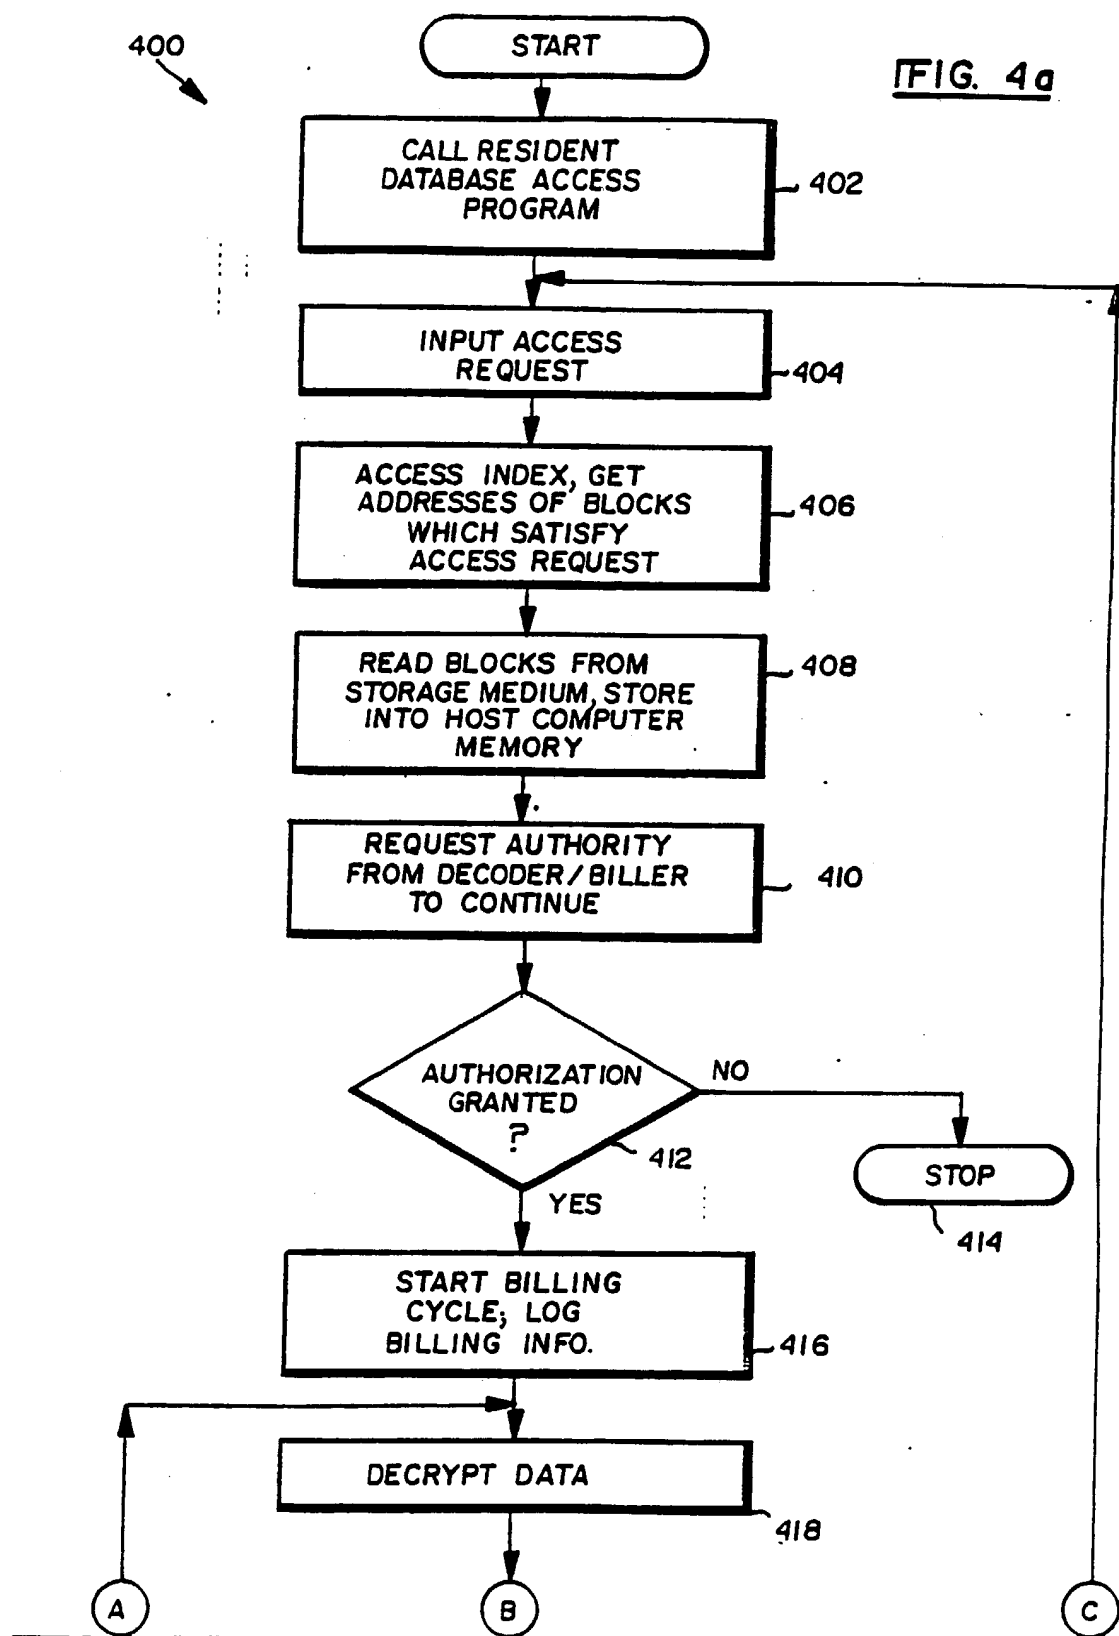 400
START
FIG. 4a
CALL RESIDENT
DATABASE ACCESS
PROGRAM
402
INPUT ACCESS
REQUEST
404
ACCESS INDEX, GET
ADDRESSES OF BLOCKS
WHICH SATISFY
ACCESS REQUEST
406
READ BLOCKS FROM
STORAGE MEDIUM, STORE
INTO HOST COMPUTER
MEMORY
408
REQUEST AUTHORITY
FROM DECODER/BILLER
TO CONTINUE
410
AUTHORIZATION
GRANTED
?
412
NO
STOP
414
YES
START BILLING
CYCLE; LOG
BILLING INFO.
416
DECRYPT DATA
418
A
B
C